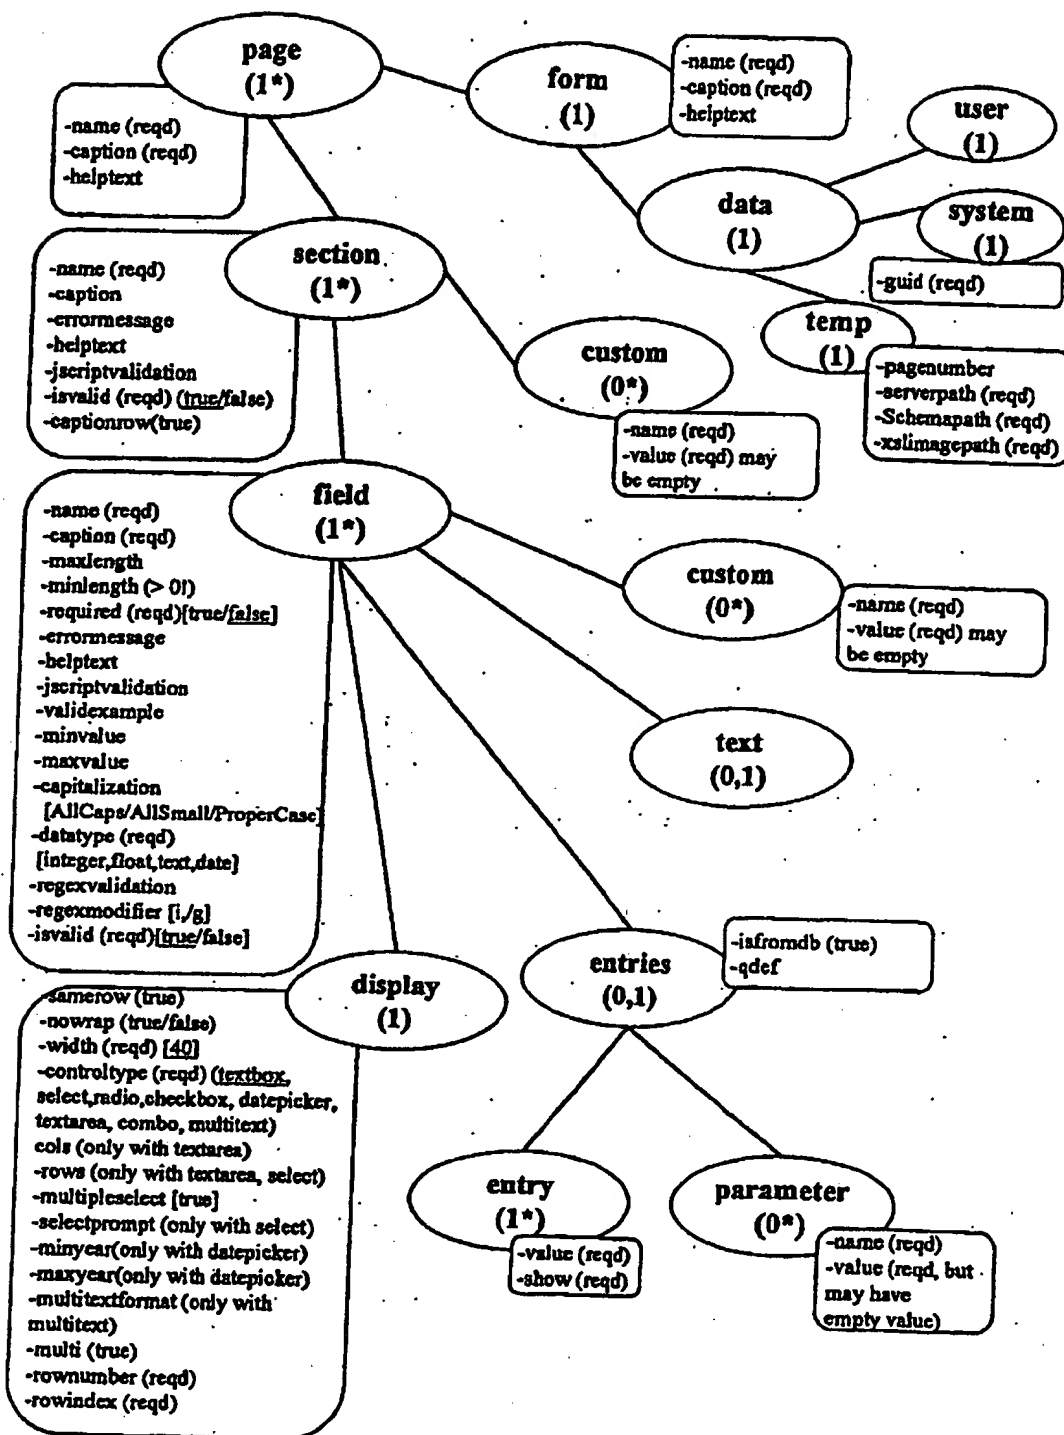 page
(1*)
-name (reqd)
-caption (reqd)
-helptext
form
(1)
-name (reqd)
-caption (reqd)
-helptext
user
(1)
data
(1)
system
(1)
-guid (reqd)
temp
(1)
-pagenumber
-serverpath (reqd)
-Schemapath (reqd)
-xslimagepath (reqd)
section
(1*)
-name (reqd)
-caption
-errormessage
-helptext
-jscriptvalidation
-isvalid (reqd) (true/false)
-captionrow(true)
custom
(0*)
-name (reqd)
-value (reqd) may
be empty
field
(1*)
-name (reqd)
-caption (reqd)
-maxlength
-minlength (> 0!)
-required (reqd)[true/false]
-errormessage
-helptext
-jscriptvalidation
-validexample
-minvalue
-maxvalue
-capitalization
[AllCaps/AllSmall/ProperCase]
-datatype (reqd)
[integer,float,text,date]
-regexvalidation
-regexmodifier [i,/g]
-isvalid (reqd)[true/false]
custom
(0*)
-name (reqd)
-value (reqd) may
be empty
text
(0,1)
entries
(0,1)
-isfromdb (true)
-qdef
display
(1)
-samerow (true)
-nowrap (true/false)
-width (reqd) [40]
-controltype (reqd) (textbox,
select,radio,checkbox, datepicker,
textarea, combo, multitext)
cols (only with textarea)
-rows (only with textarea, select)
-multipleselect [true]
-selectprompt (only with select)
-minyear(only with datepicker)
-maxyear(only with datepicker)
-multitextformat (only with
multitext)
-multi (true)
-rownumber (reqd)
-rowindex (reqd)
entry
(1*)
-value (reqd)
-show (reqd)
parameter
(0*)
-name (reqd)
-value (reqd, but
may have
empty value)